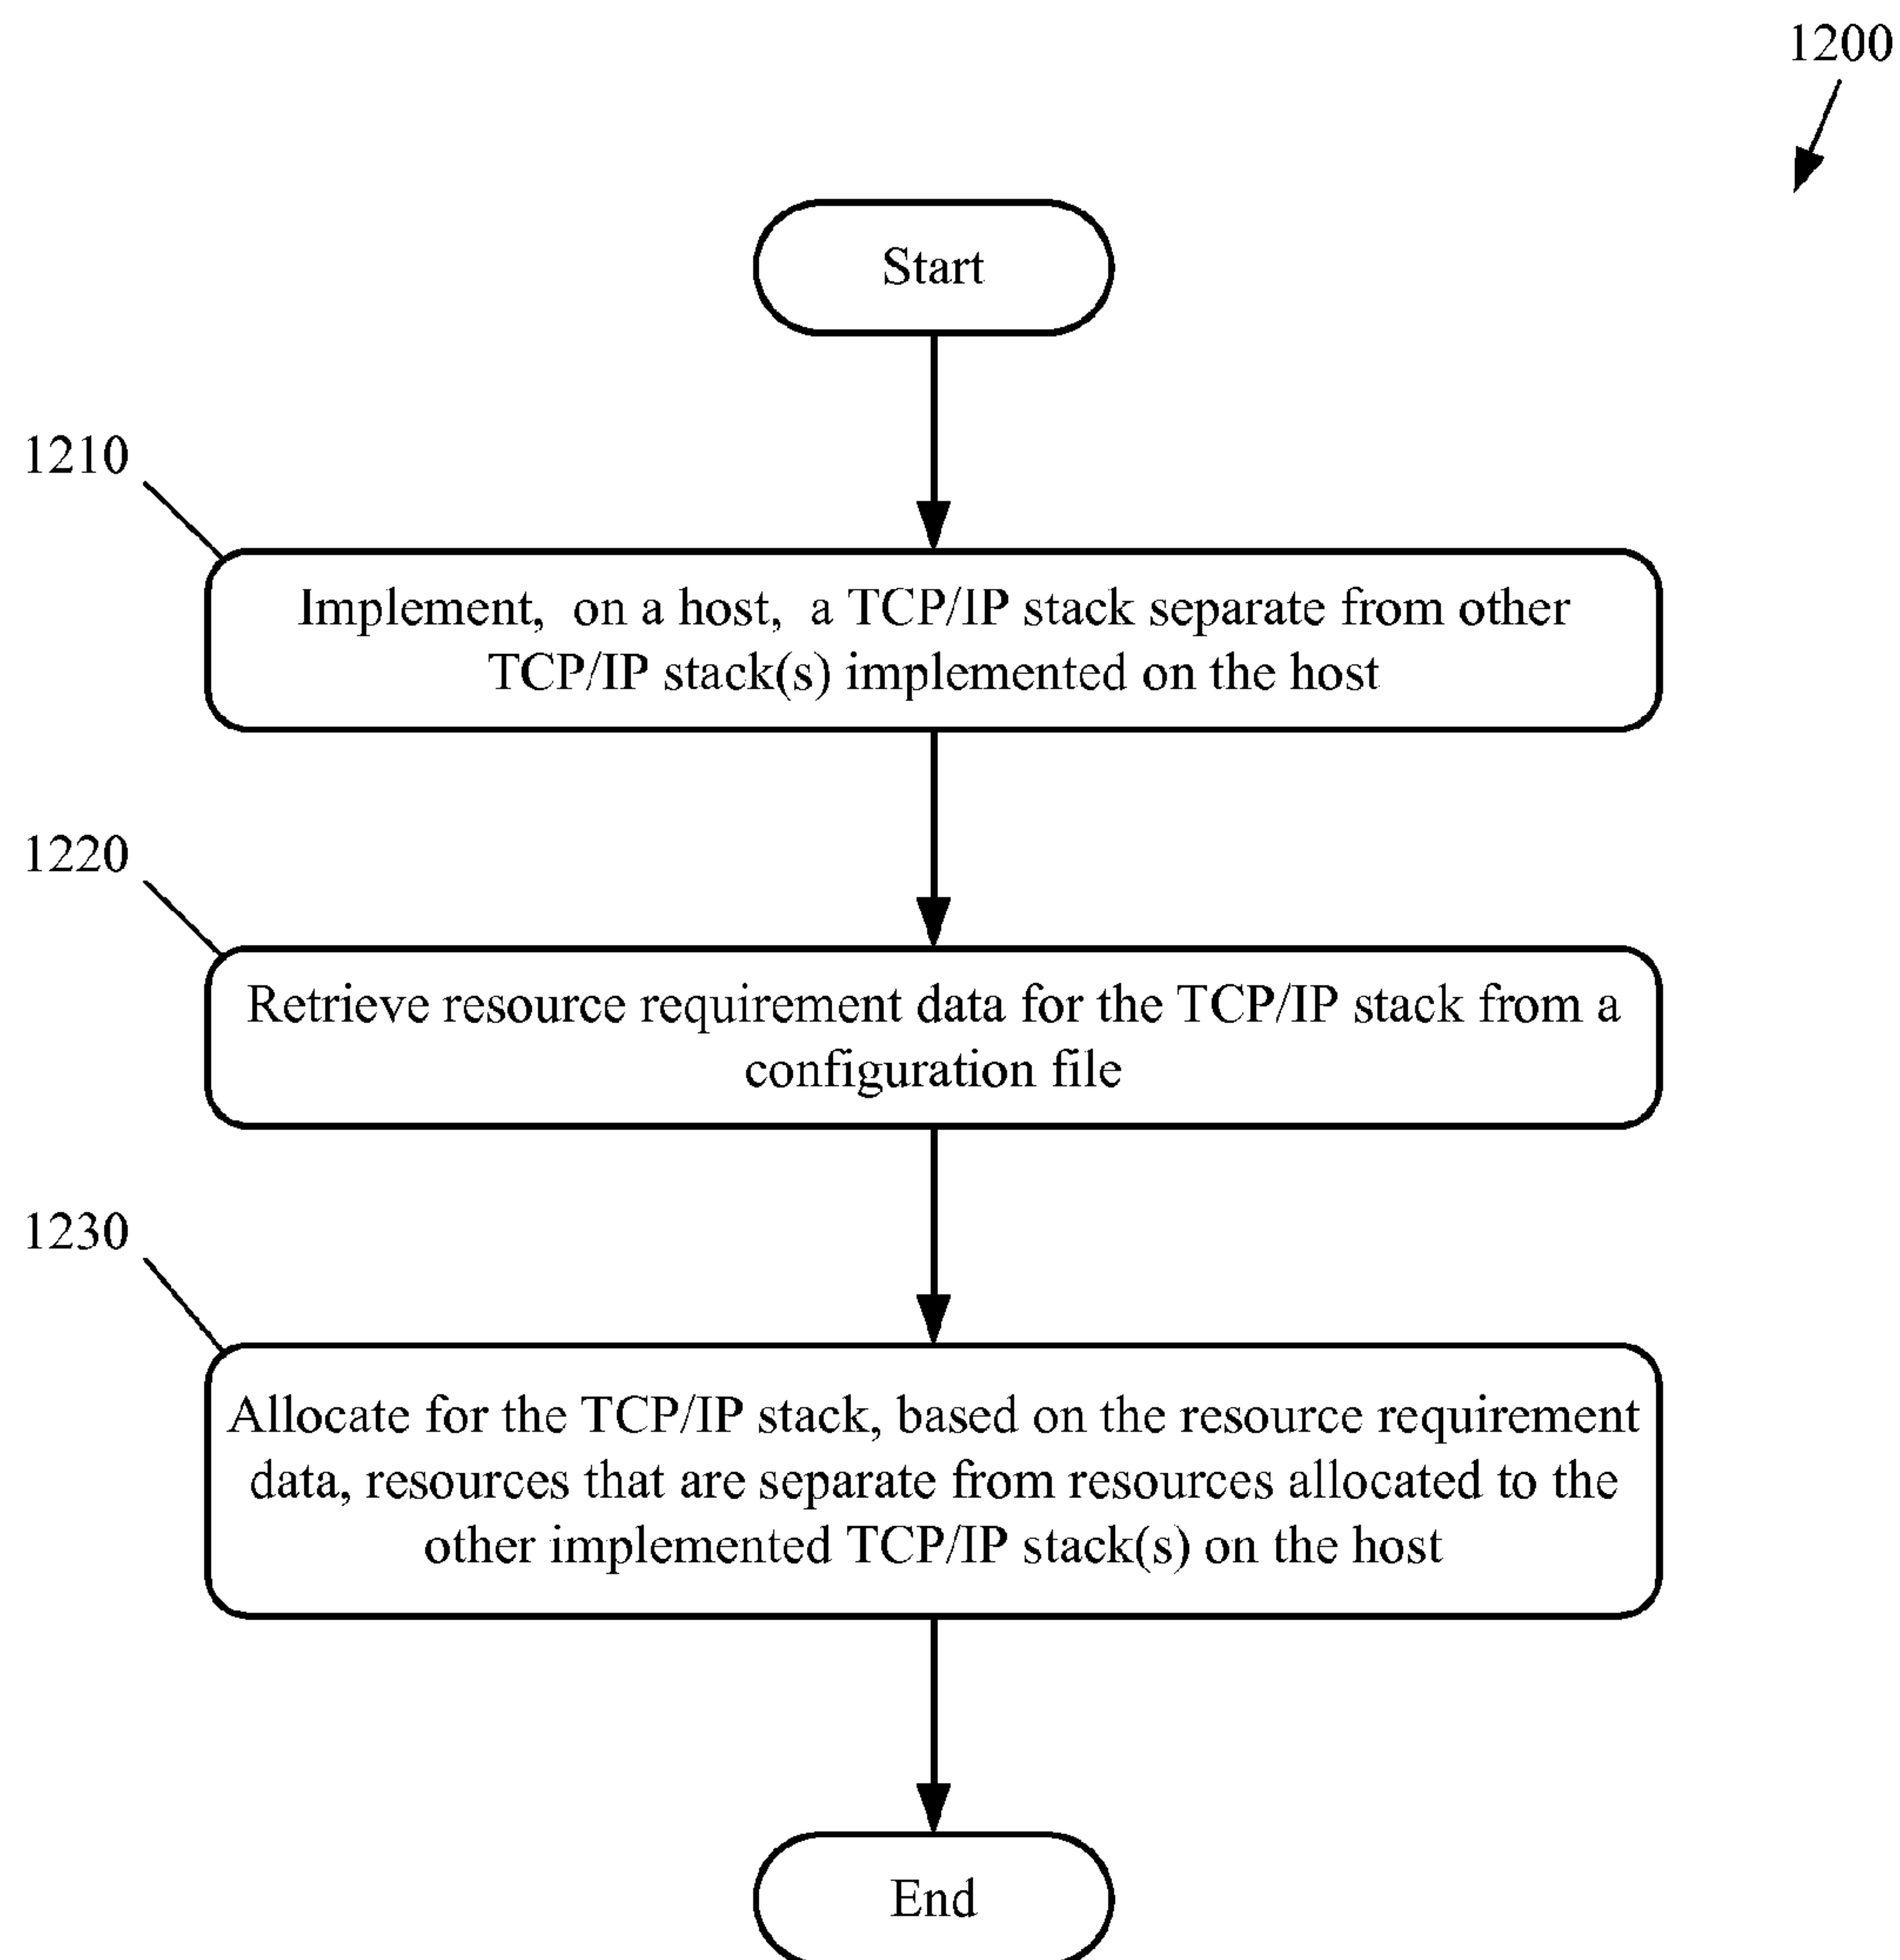 1200
Start
1210
Implement, on a host, a TCP/IP stack separate from other
TCP/IP stack(s) implemented on the host
1220
Retrieve resource requirement data for the TCP/IP stack from a
configuration file
1230
Allocate for the TCP/IP stack, based on the resource requirement
data, resources that are separate from resources allocated to the
other implemented TCP/IP stack(s) on the host
End